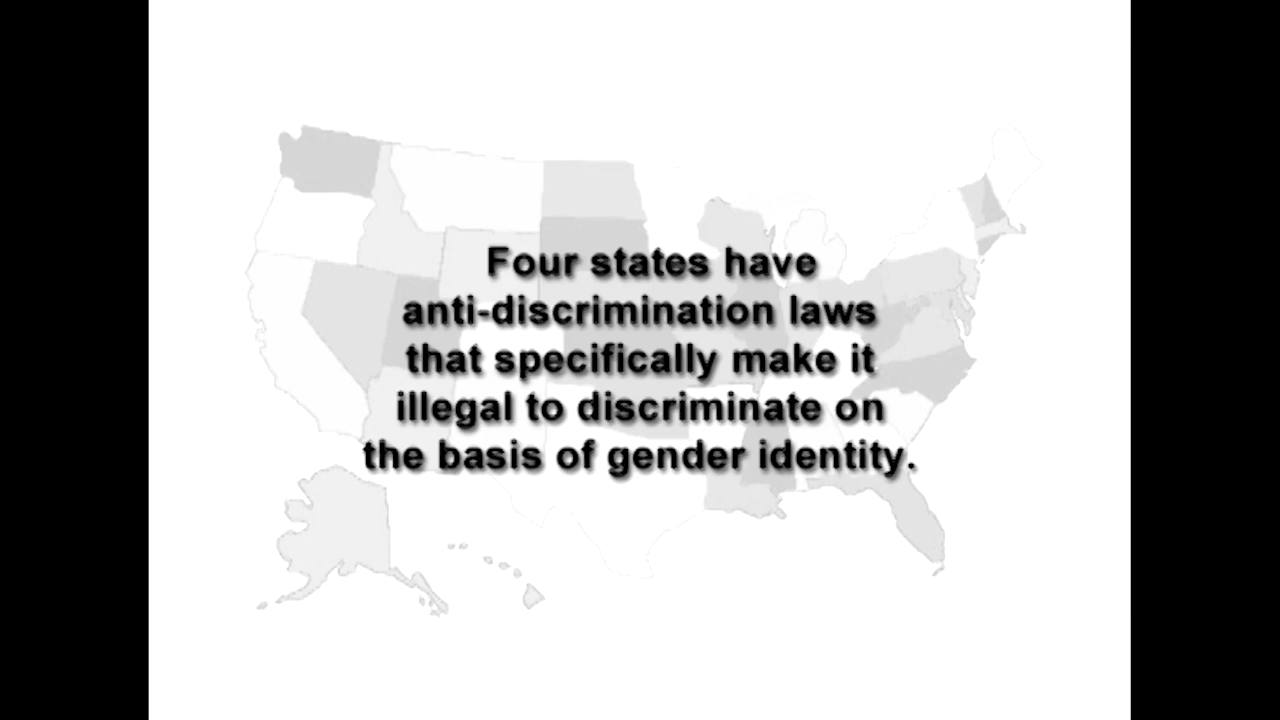 Four states have
anti-discrimination laws
that specifically make it
illegal to discriminate on
the basis of gender identity.